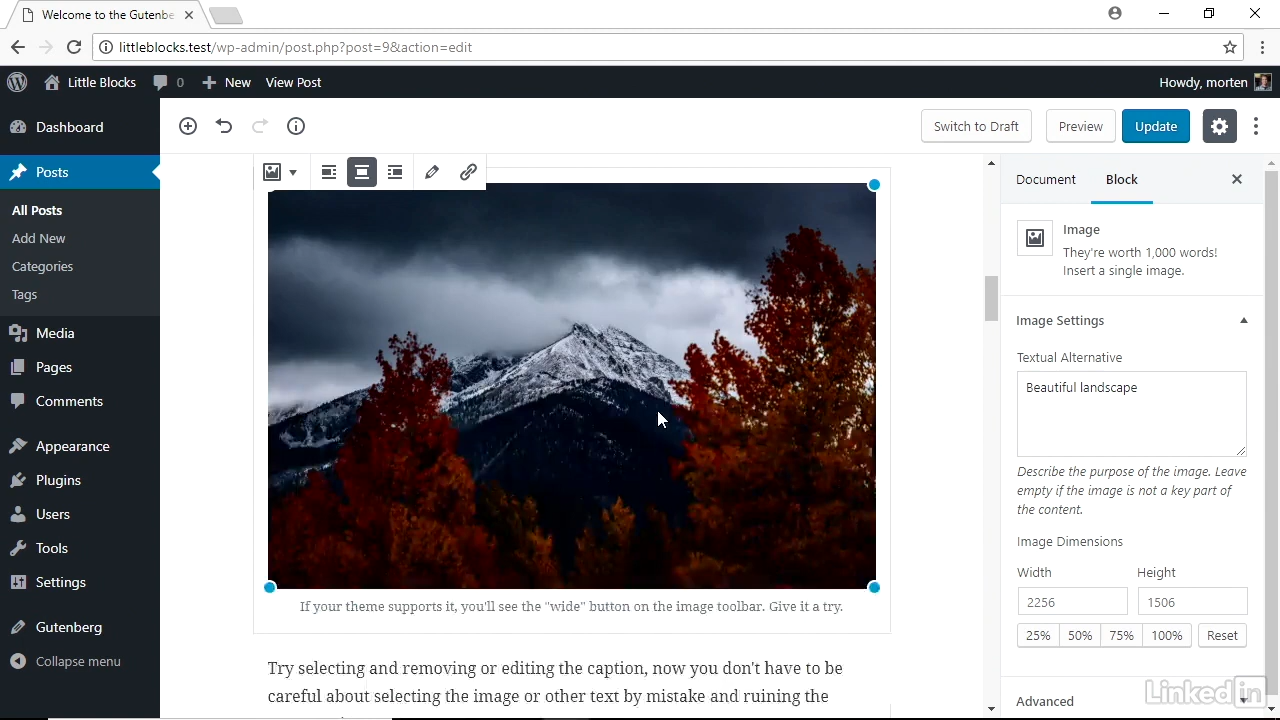 Welcome to the Gutenbe
littleblocks.test/wp-admin/post.php?post=9&action=edit
Little Blocks 0 New View Post Howdy, morten
Dashboard
Posts
All Posts
Add New
Categories
Tags
Media
Pages
Comments
Appearance
Plugins
Users
Tools
Settings
Gutenberg
Collapse menu
Switch to Draft Preview Update
If your theme supports it, you'll see the "wide" button on the image toolbar. Give it a try.
Try selecting and removing or editing the caption, now you don't have to be
careful about selecting the image or other text by mistake and ruining the
Document Block
Image
They're worth 1,000 words!
Insert a single image.
Image Settings
Textual Alternative
Beautiful landscape
Describe the purpose of the image. Leave
empty if the image is not a key part of
the content.
Image Dimensions
Width Height
2256 1506
25% 50% 75% 100% Reset
Advanced
LinkedIn